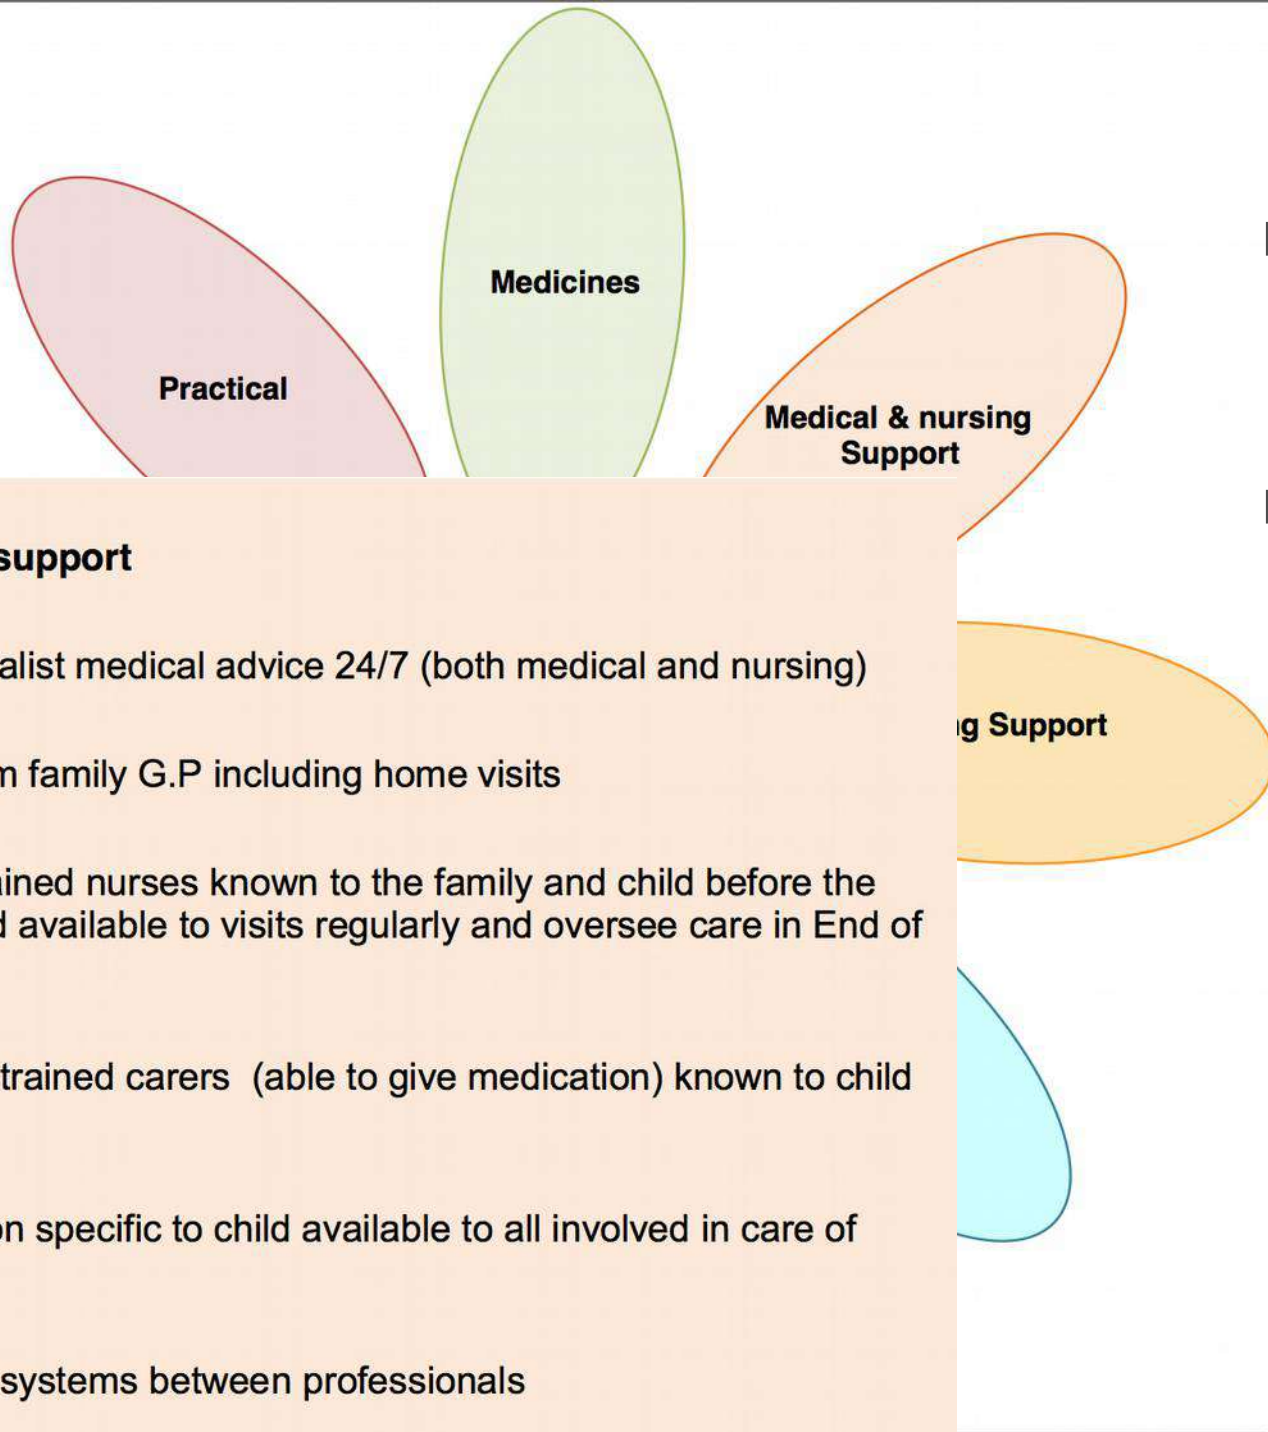 Medicines
Practical
Medical & nursing
Support
support
medical advice 24/7 (both medical and nursing)
family G.P including home visits
nurses known to the family and child before the
available to visits regularly and oversee care in End of
Support
trained carers (able to give medication) known to child
specific to child available to all involved in care of
systems between professionals